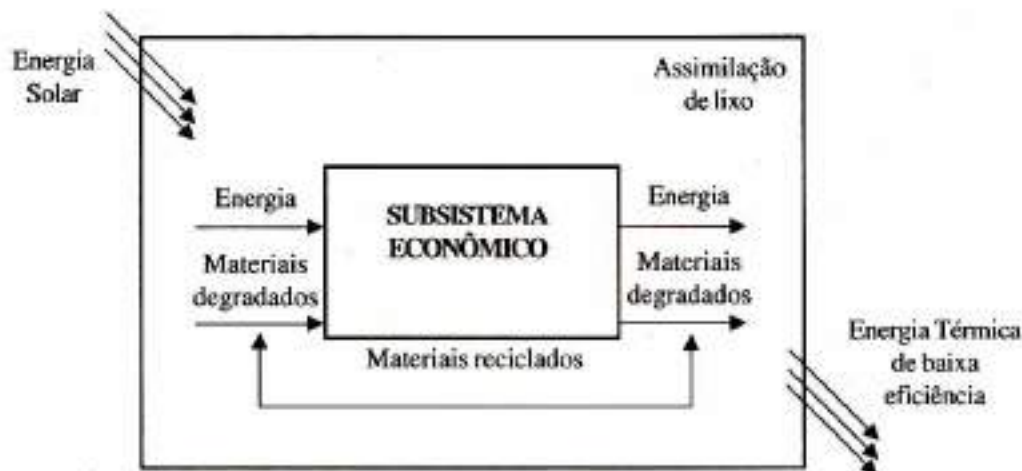 Energia
Solar
Assimilação
de lixo
Energia
Materiais
degradados
SUBSISTEMA
ECONÔMICO
Energia
Materiais
degradados
Materiais reciclados
Energia Térmica
de baixa
eficiência